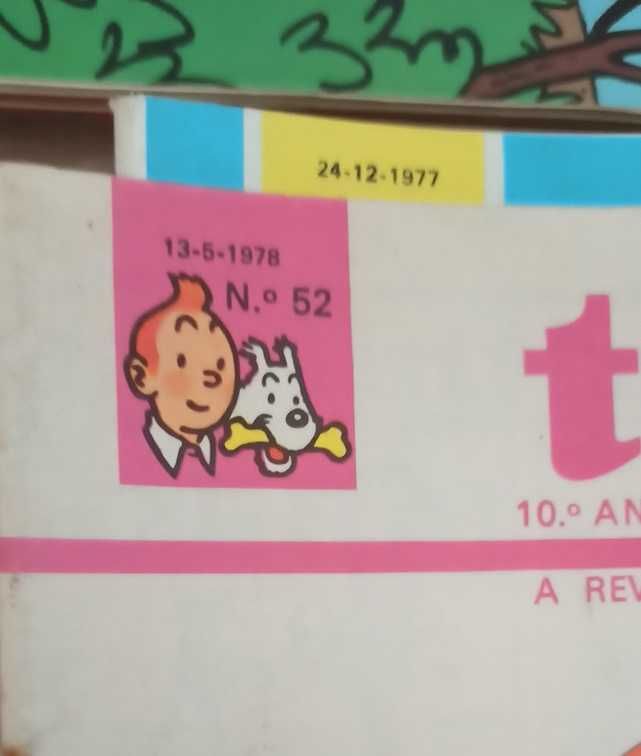 24-12-1977
13-5-1978
N.º 52
t
10.º AN
A REV